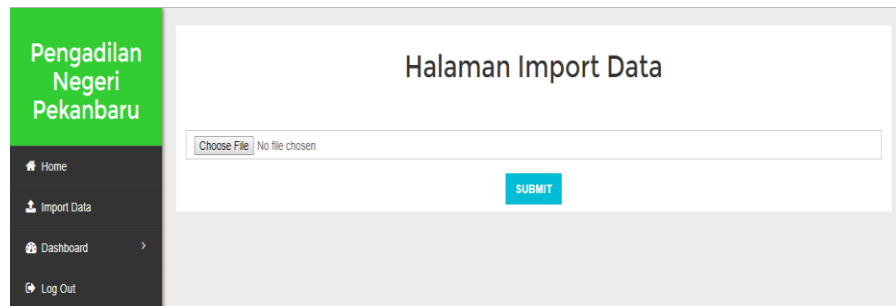 Pengadilan
Negeri
Pekanbaru
Home
Import Data
Dashboard
Log Out
Halaman Import Data
Choose File No file chosen
SUBMIT